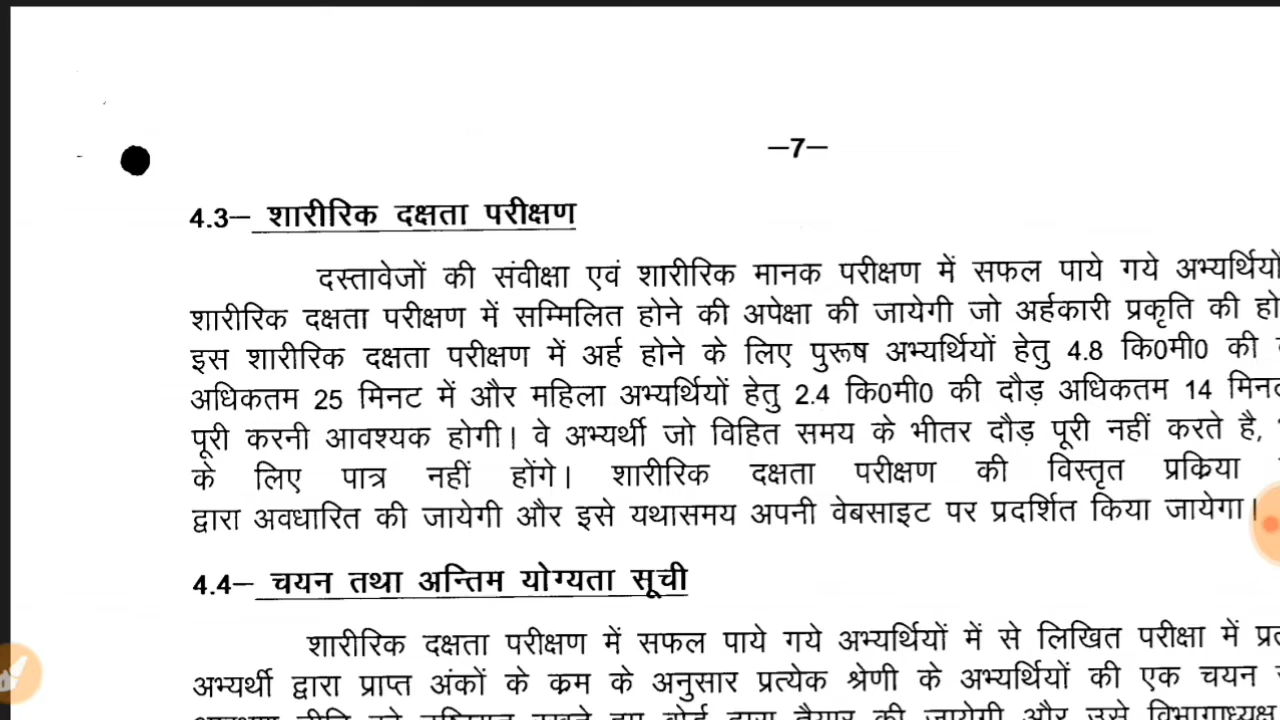 —7—
4.3— शारीरिक दक्षता परीक्षण
दस्तावेजों की संवीक्षा एवं शारीरिक मानक परीक्षण में सफल पाये गये अभ्यर्थियों
शारीरिक दक्षता परीक्षण में सम्मिलित होने की अपेक्षा की जायेगी जो अर्हकारी प्रकृति की
इस शारीरिक दक्षता परीक्षण में अर्ह होने के लिए पुरूष अभ्यर्थियों हेतु 4.8 कि0मी0 की
अधिकतम 25 मिनट में और महिला अभ्यर्थियों हेतु 2.4 कि0मी0 की दौड़ अधिकतम 14
पूरी करनी आवश्यक होगी। वे अभ्यर्थी जो विहित समय के भीतर दौड़ पूरी नहीं करते है,
के लिए पात्र नहीं होंगे। शारीरिक दक्षता परीक्षण की विस्तृत प्रक्रिया
द्वारा अवधारित की जायेगी और इसे यथासमय अपनी वेबसाइट पर प्रदर्शित किया जायेगा।
4.4— चयन तथा अन्तिम योग्यता सूची
शारीरिक दक्षता परीक्षण में सफल पाये गये अभ्यर्थियों में से लिखित परीक्षा में
अभ्यर्थी द्वारा प्राप्त अंकों के क्रम के अनुसार प्रत्येक श्रेणी के अभ्यर्थियों की एक चयन